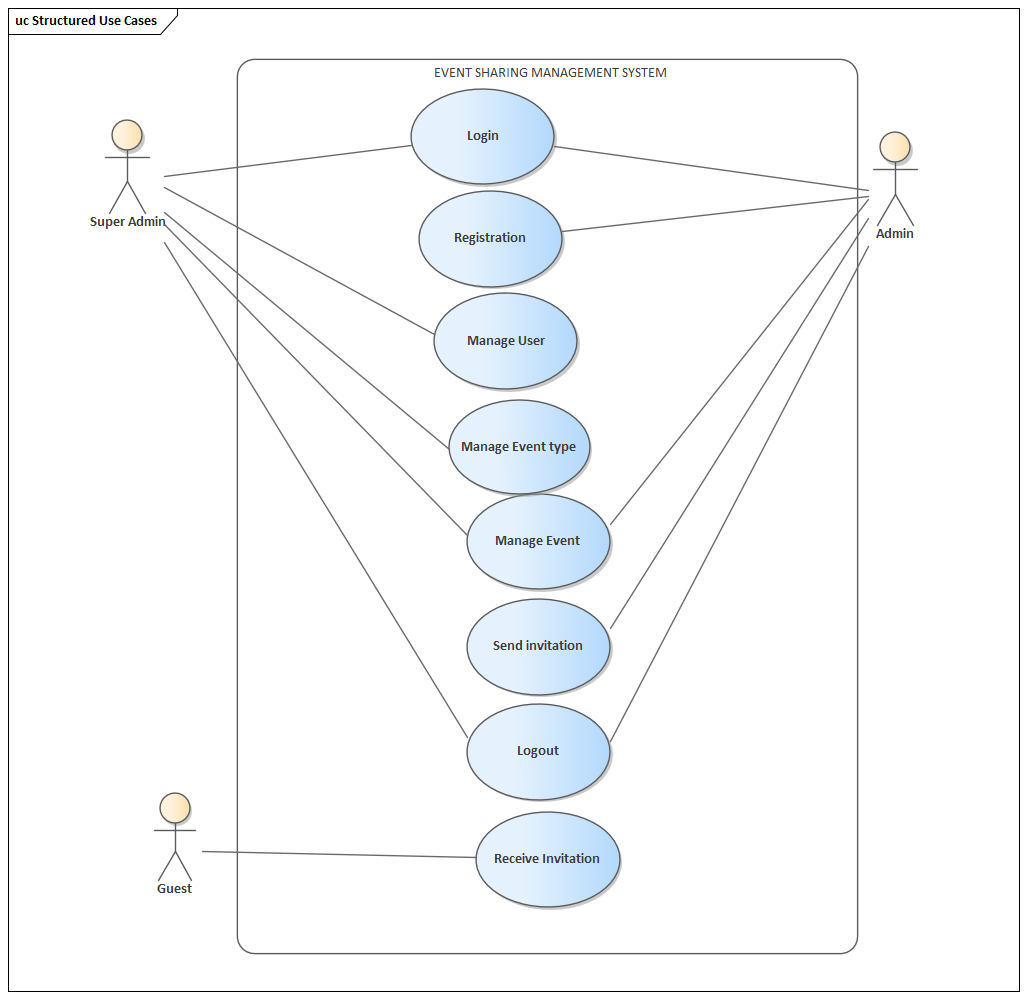 uc Structured Use Cases
EVENT SHARING MANAGEMENT SYSTEM
Login
Super Admin
Admin
Registration
Manage User
Manage Event type
Manage Event
Send invitation
Logout
Receive Invitation
Guest